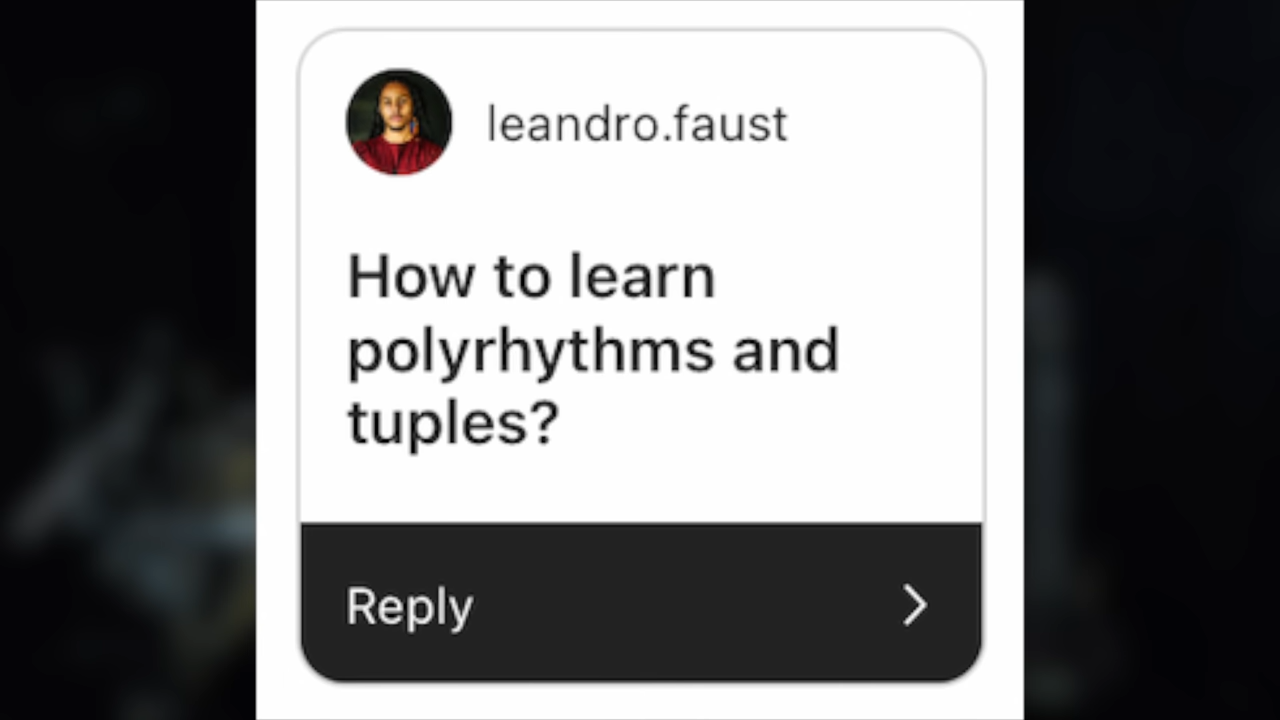 leandro.faust
How to learn
polyrhythms and
tuples?
Reply